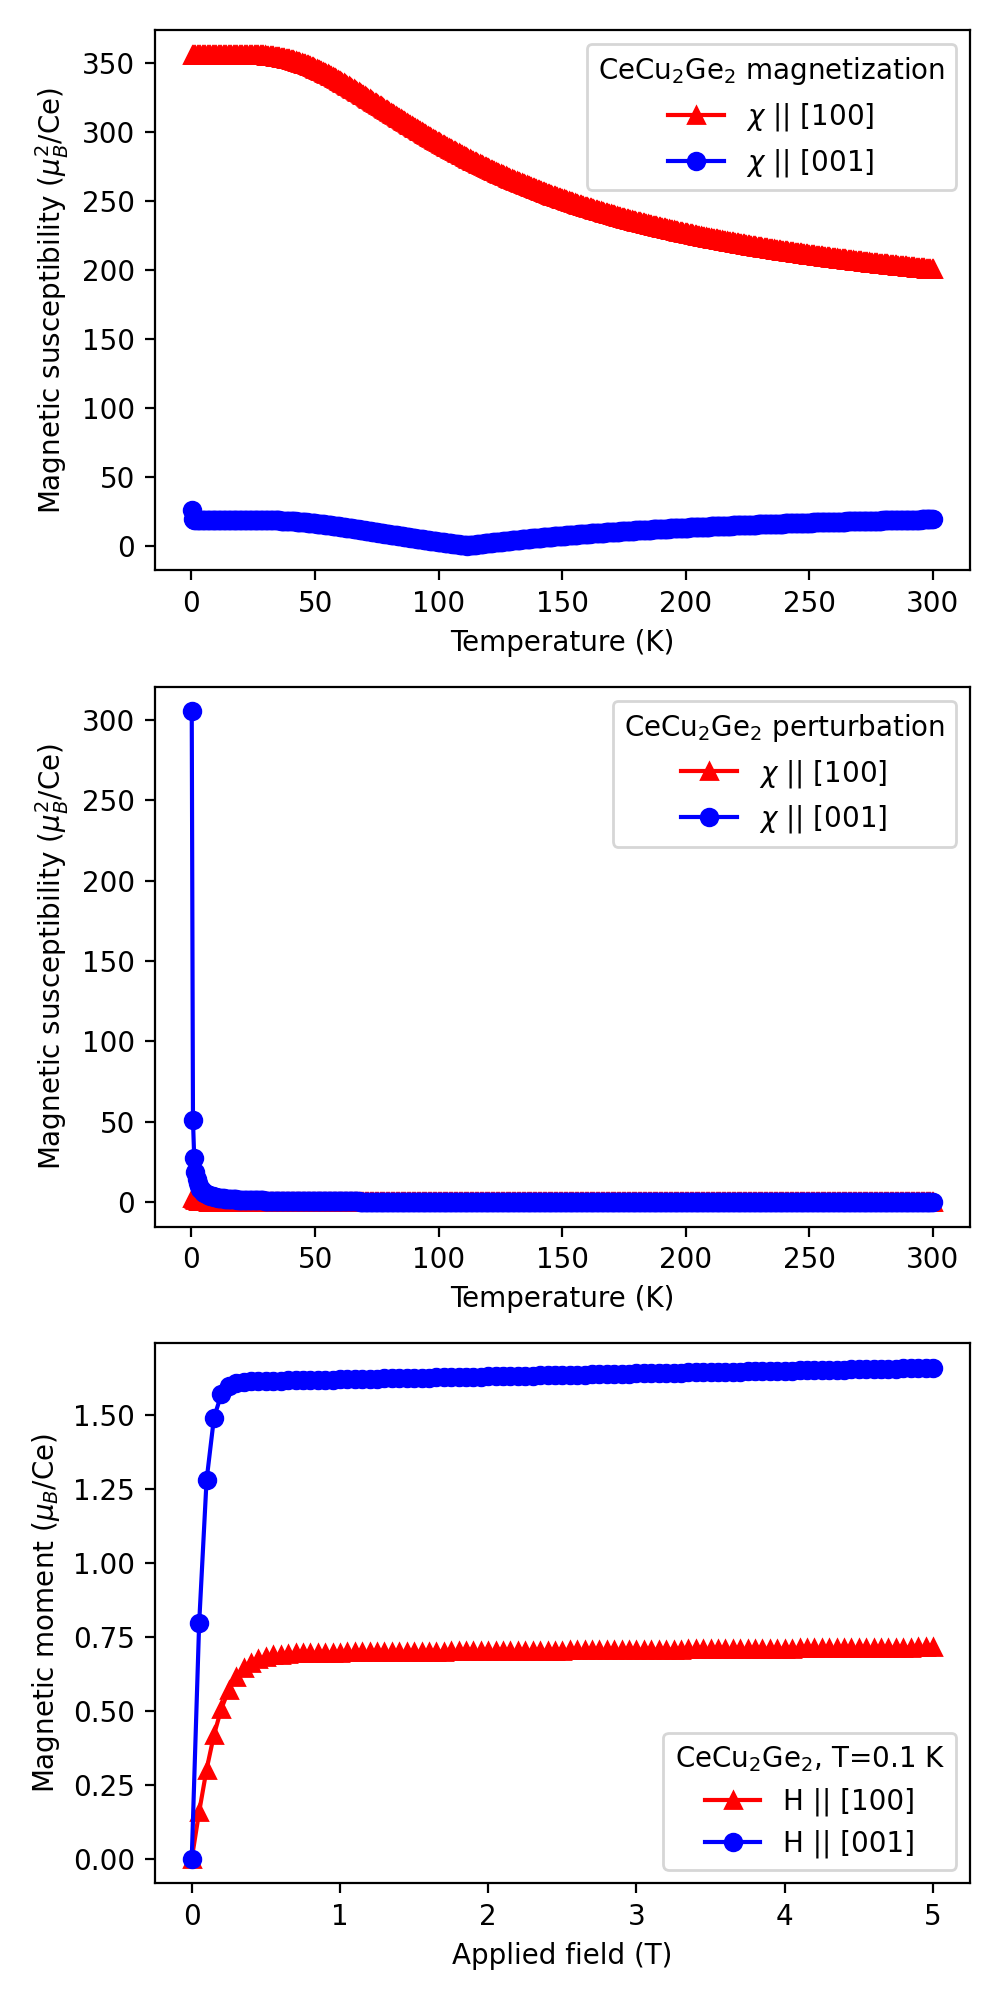 CeCu₂Ge₂ magnetization
χ || [100]
χ || [001]
Magnetic susceptibility (μ_B²/Ce)
350
300
250
200
150
100
50
0
0 50 100 150 200 250 300
Temperature (K)
CeCu₂Ge₂ perturbation
χ || [100]
χ || [001]
Magnetic susceptibility (μ_B²/Ce)
300
250
200
150
100
50
0
0 50 100 150 200 250 300
Temperature (K)
Magnetic moment (μ_B/Ce)
1.50
1.25
1.00
0.75
0.50
0.25
0.00
CeCu₂Ge₂, T=0.1 K
H || [100]
H || [001]
0 1 2 3 4 5
Applied field (T)